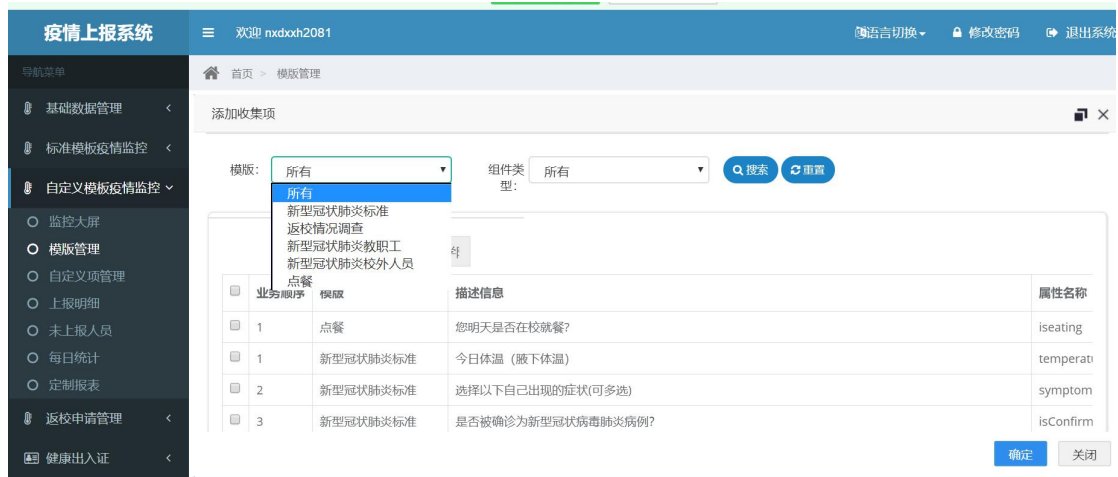 疫情上报系统
欢迎 nxdxxh2081
语言切换
修改密码
退出系统
导航菜单
首页 > 模版管理
基础数据管理
添加收集项
标准模板疫情监控
模版：
所有
组件类型：
所有
搜索
重置
自定义模板疫情监控
所有
新型冠状肺炎标准
返校情况调查
新型冠状肺炎教职工
新型冠状肺炎校外人员
点餐
监控大屏
模版管理
自定义项管理
上报明细
未上报人员
每日统计
定制报表
返校申请管理
健康出入证
业务顺序 模版 描述信息 属性名称
1 点餐 您明天是否在校就餐? iseating
1 新型冠状肺炎标准 今日体温（腋下体温）
2 新型冠状肺炎标准 选择以下自己出现的症状(可多选) symptom
3 新型冠状肺炎标准 是否被确诊为新型冠状病毒肺炎病例? isConfirm
确定
关闭